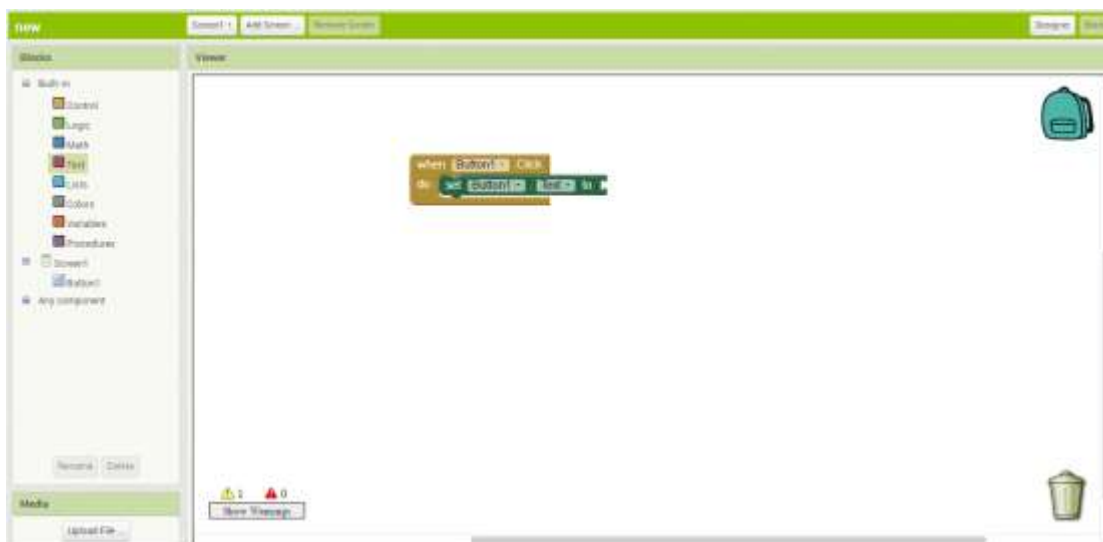 new
Screen1 Add Screen ... Remove Screen
Designer
Blocks
Viewer
Built-in
Control
Logic
Math
Text
Lists
Colors
Variables
Procedures
Screen1
Button1
Any component
when Button1 .Click
do set Button1 . Text to
Rename Delete
1 0
Show Warnings
Media
Upload File ...